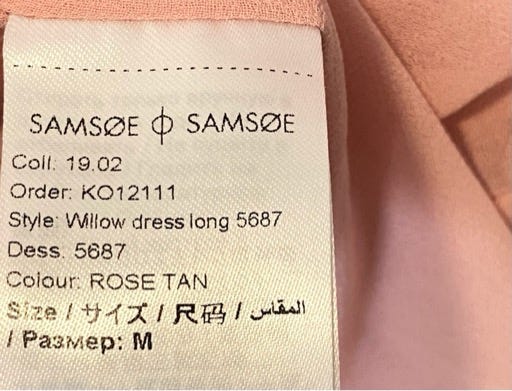 SAMSØE ϕ SAMSØE
Coll: 19.02
Order: KO12111
Style: Willow dress long 5687
Dess. 5687
Colour: ROSE TAN
Size / サイズ / 尺码 / المقاس
/ Размер: M